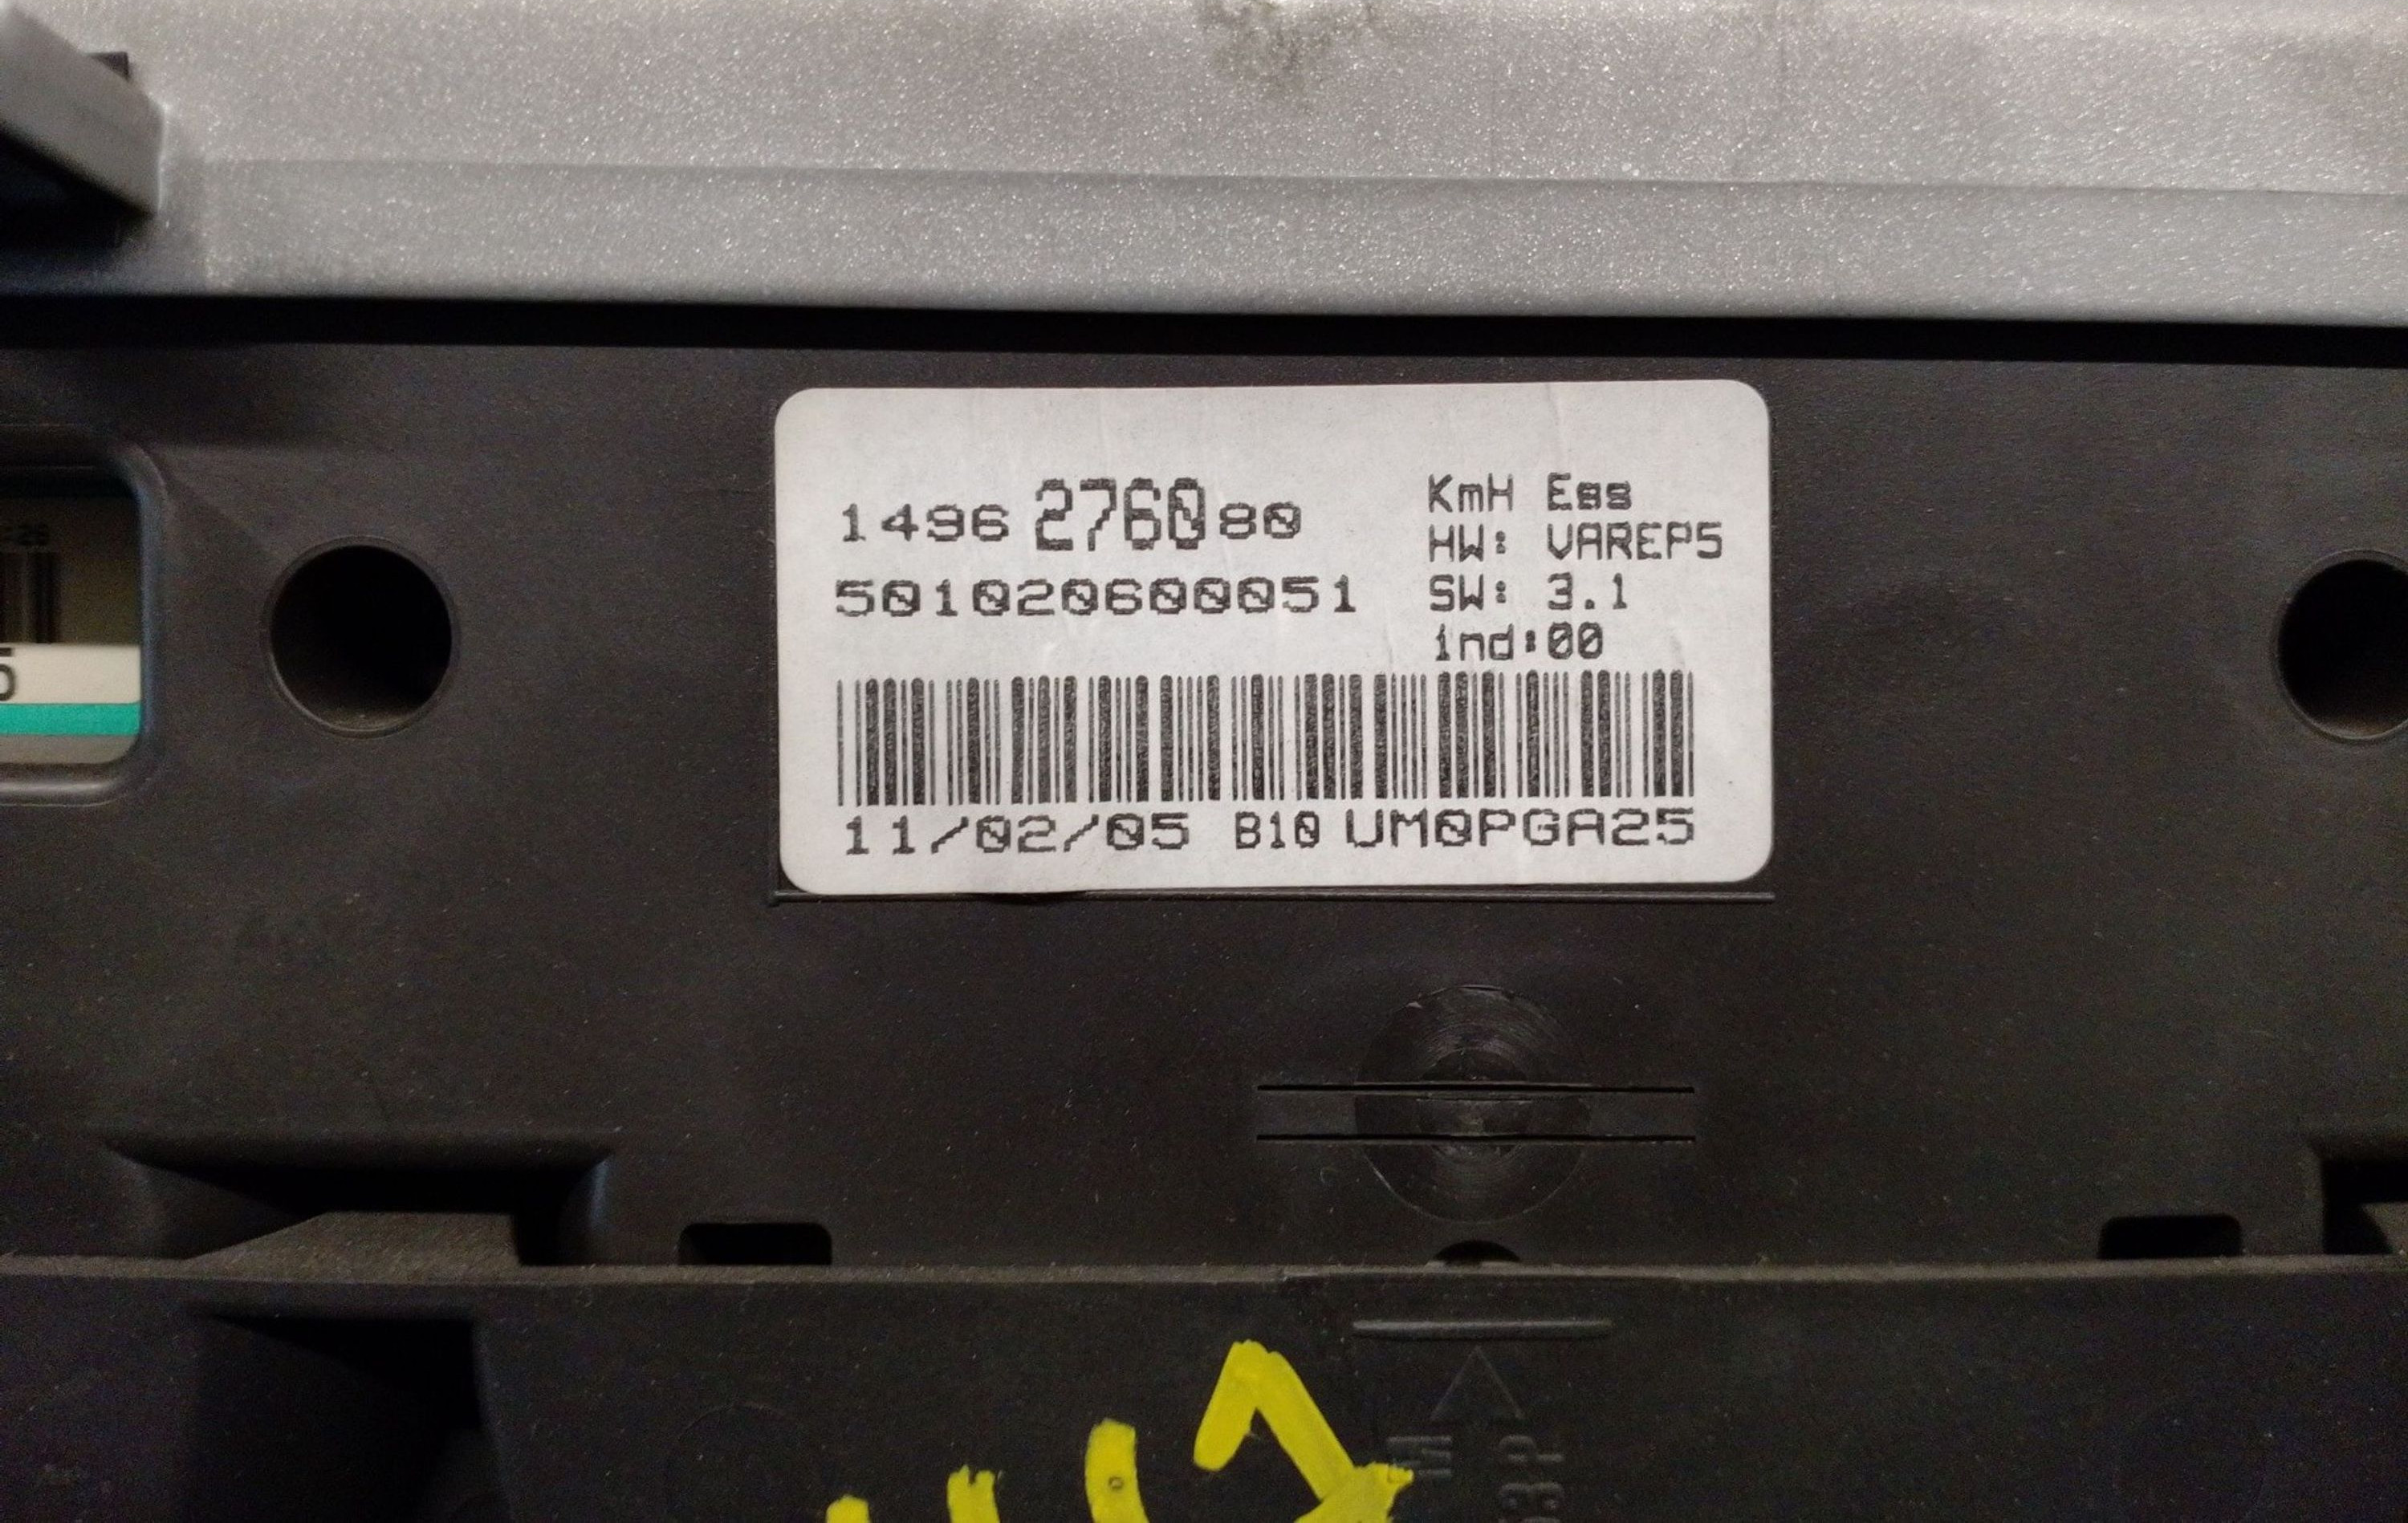 1496 2760 80
501020600051
KmH Ess
HW: VAREP5
SW: 3.1
ind:00
11/02/05 B10 UM0PGA25
M